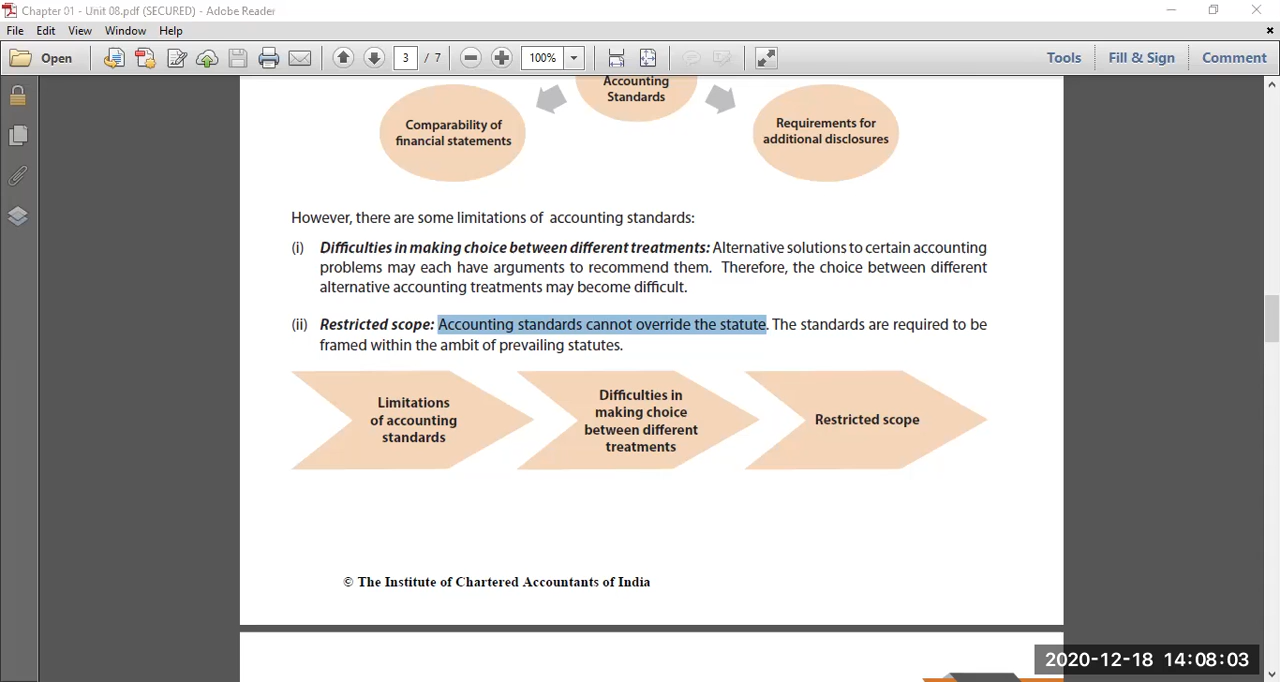 Chapter 01 - Unit 08.pdf (SECURED) - Adobe Reader
File Edit View Window Help
Open 3 / 7 100% Tools Fill & Sign Comment
Accounting
Standards
Comparability of
financial statements
Requirements for
additional disclosures
However, there are some limitations of accounting standards:
(i) Difficulties in making choice between different treatments: Alternative solutions to certain accounting
problems may each have arguments to recommend them. Therefore, the choice between different
alternative accounting treatments may become difficult.
(ii) Restricted scope: Accounting standards cannot override the statute. The standards are required to be
framed within the ambit of prevailing statutes.
Limitations
of accounting
standards
Difficulties in
making choice
between different
treatments
Restricted scope
© The Institute of Chartered Accountants of India
2020-12-18 14:08:03